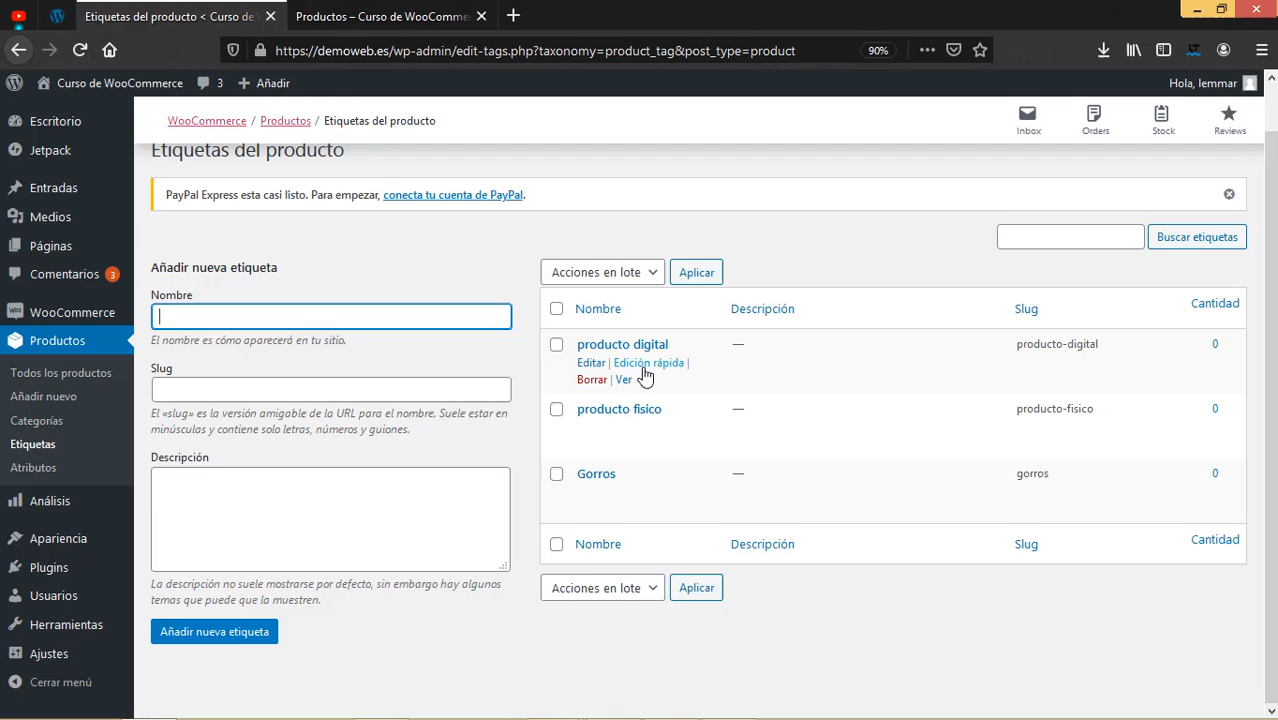 Etiquetas del producto < Curso de
Productos – Curso de WooComme
https://demoweb.es/wp-admin/edit-tags.php?taxonomy=product_tag&post_type=product
90%
Curso de WooCommerce
3
Añadir
Hola, lemmar
Escritorio
Jetpack
Entradas
Medios
Páginas
Comentarios 3
WooCommerce
Productos
Todos los productos
Añadir nuevo
Categorías
Etiquetas
Atributos
Análisis
Apariencia
Plugins
Usuarios
Herramientas
Ajustes
Cerrar menú
WooCommerce / Productos / Etiquetas del producto
Inbox
Orders
Stock
Reviews
Etiquetas del producto
PayPal Express esta casi listo. Para empezar, conecta tu cuenta de PayPal.
Buscar etiquetas
Añadir nueva etiqueta
Nombre
El nombre es cómo aparecerá en tu sitio.
Slug
El «slug» es la versión amigable de la URL para el nombre. Suele estar en
minúsculas y contiene solo letras, números y guiones.
Descripción
La descripción no suele mostrarse por defecto, sin embargo hay algunos
temas que puede que la muestren.
Añadir nueva etiqueta
Acciones en lote
Aplicar
Nombre Descripción Slug Cantidad
producto digital — producto-digital 0
Editar | Edición rápida |
Borrar | Ver
producto fisico — producto-fisico 0
Gorros — gorros 0
Nombre Descripción Slug Cantidad
Acciones en lote
Aplicar